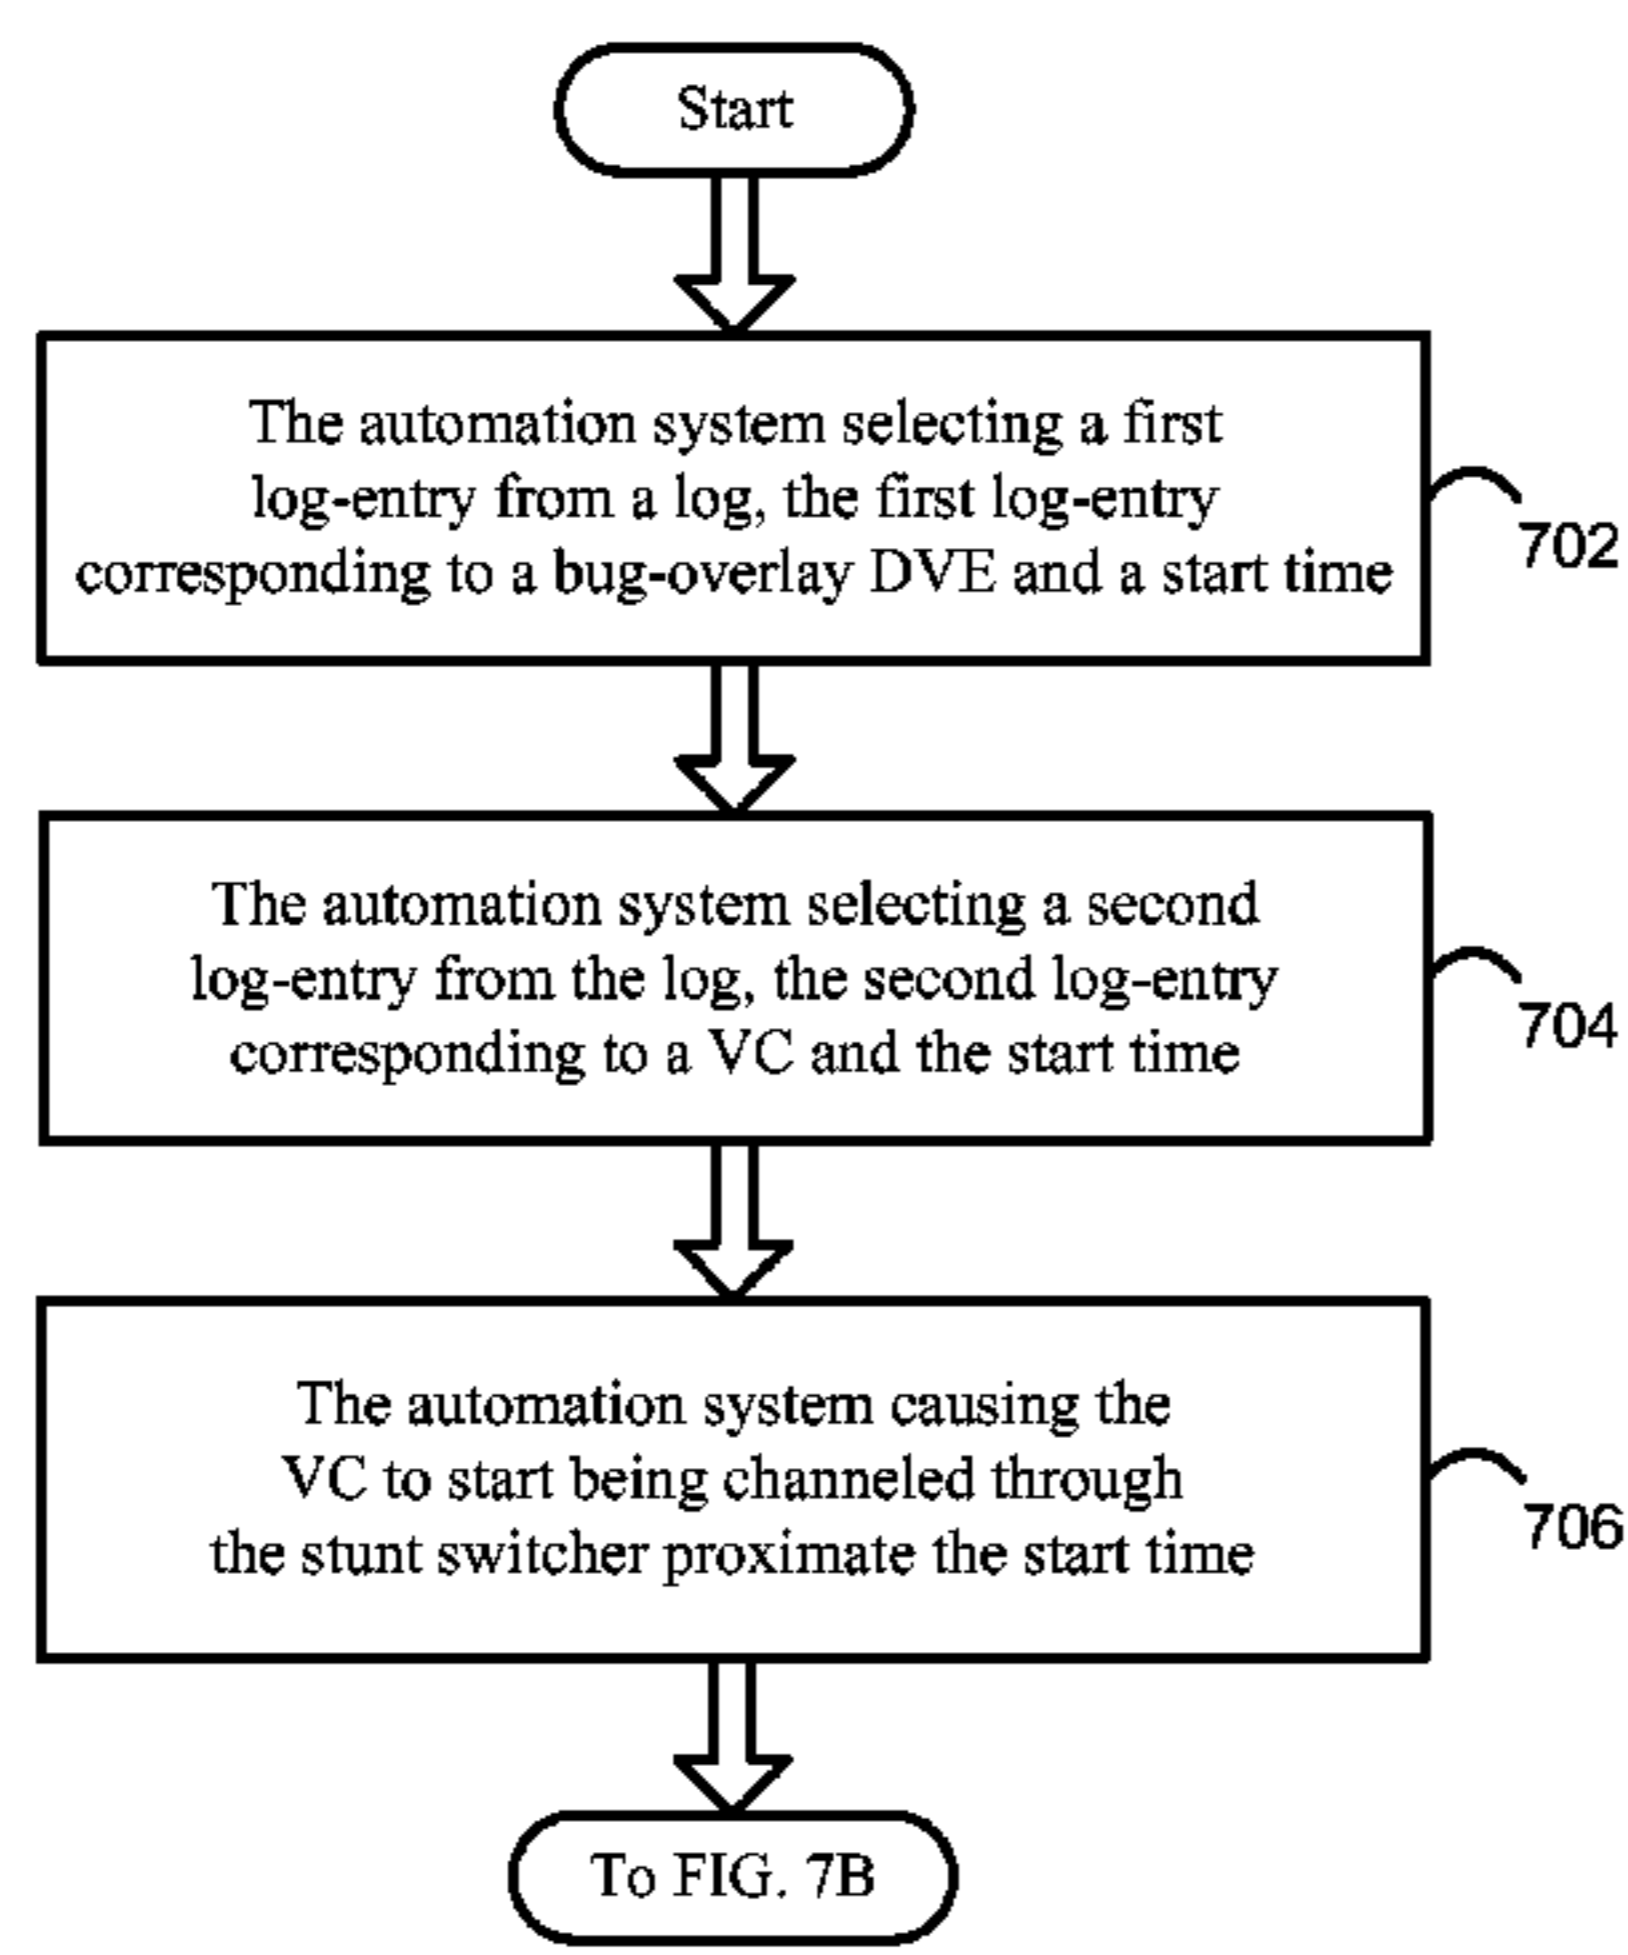 Start
The automation system selecting a first
log-entry from a log, the first log-entry
corresponding to a bug-overlay DVE and a start time
702
The automation system selecting a second
log-entry from the log, the second log-entry
corresponding to a VC and the start time
704
The automation system causing the
VC to start being channeled through
the stunt switcher proximate the start time
706
To FIG. 7B